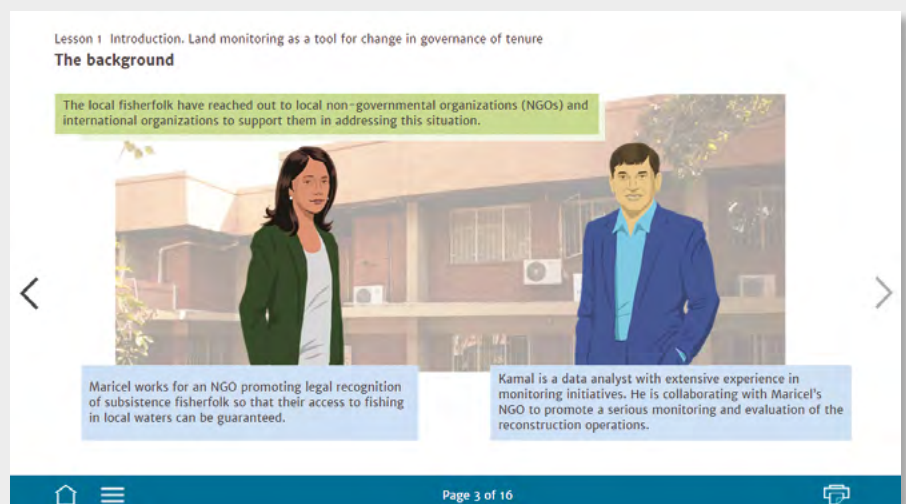 Lesson 1 Introduction. Land monitoring as a tool for change in governance of tenure
The background
The local fisherfolk have reached out to local non-governmental organizations (NGOs) and
international organizations to support them in addressing this situation.
Maricel works for an NGO promoting legal recognition
of subsistence fisherfolk so that their access to fishing
in local waters can be guaranteed.
Kamal is a data analyst with extensive experience in
monitoring initiatives. He is collaborating with Maricel's
NGO to promote a serious monitoring and evaluation of the
reconstruction operations.
Page 3 of 16